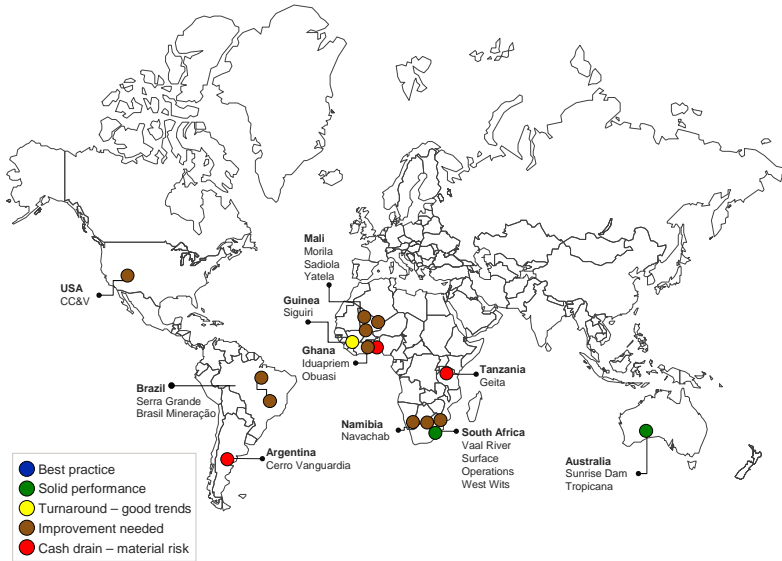 Mali
Morila
Sadiola
Yatela
USA
CC&V
Guinea
Siguiri
Ghana
Iduapriem
Obuasi
Tanzania
Geita
Brazil
Serra Grande
Brasil Mineração
Namibia
Navachab
South Africa
Vaal River
Surface
Operations
West Wits
Argentina
Cerro Vanguardia
Australia
Sunrise Dam
Tropicana
Best practice
Solid performance
Turnaround – good trends
Improvement needed
Cash drain – material risk